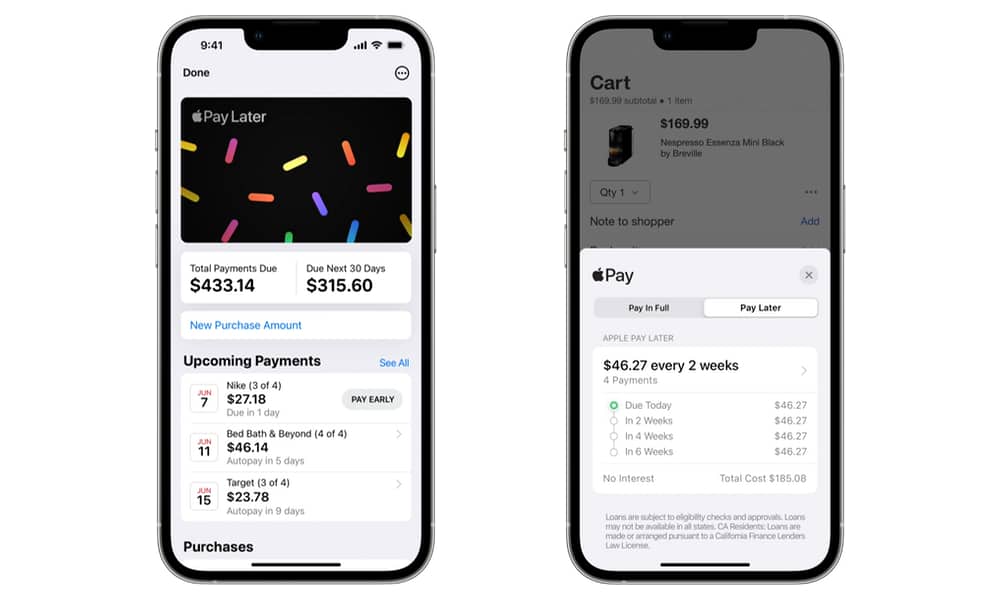 9:41
Done
Pay Later
Total Payments Due
$433.14
Due Next 30 Days
$315.60
New Purchase Amount
Upcoming Payments
See All
JUN
7
Nike (3 of 4)
$27.18
Due in 1 day
PAY EARLY
JUN
11
Bed Bath & Beyond (4 of 4)
$46.14
Autopay in 5 days
JUN
15
Target (3 of 4)
$23.78
Autopay in 9 days
Purchases
Cart
$169.99 subtotal • 1 item
$169.99
Nespresso Essenza Mini Black
by Breville
Qty 1
Note to shopper
Add
Pay
Pay In Full
Pay Later
APPLE PAY LATER
$46.27 every 2 weeks
4 Payments
Due Today $46.27
In 2 Weeks $46.27
In 4 Weeks $46.27
In 6 Weeks $46.27
No Interest
Total Cost $185.08
Loans are subject to eligibility checks and approvals. Loans
may not be available in all states. CA Residents: Loans are
made or arranged pursuant to a California Finance Lenders
Law License.